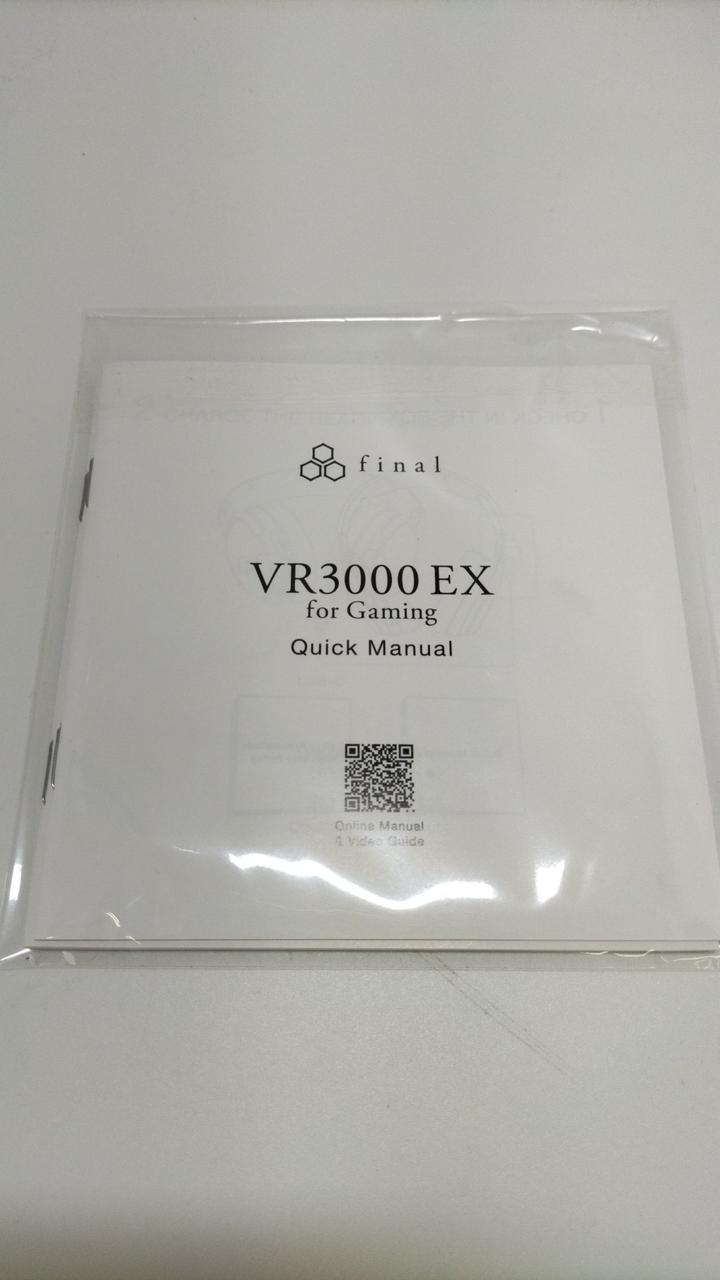 final
VR3000 EX
for Gaming
Quick Manual
Online Manual
& Video Guide